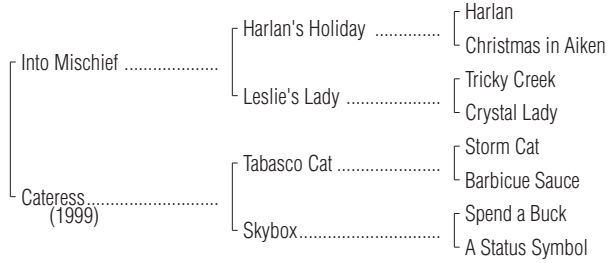 Harlan
Harlan's Holiday ..............
Christmas in Aiken
Into Mischief ....................
Tricky Creek
Leslie's Lady ....................
Crystal Lady
Storm Cat
Tabasco Cat ......................
Barbicue Sauce
Cateress............................
(1999)
Spend a Buck
Skybox..............................
A Status Symbol